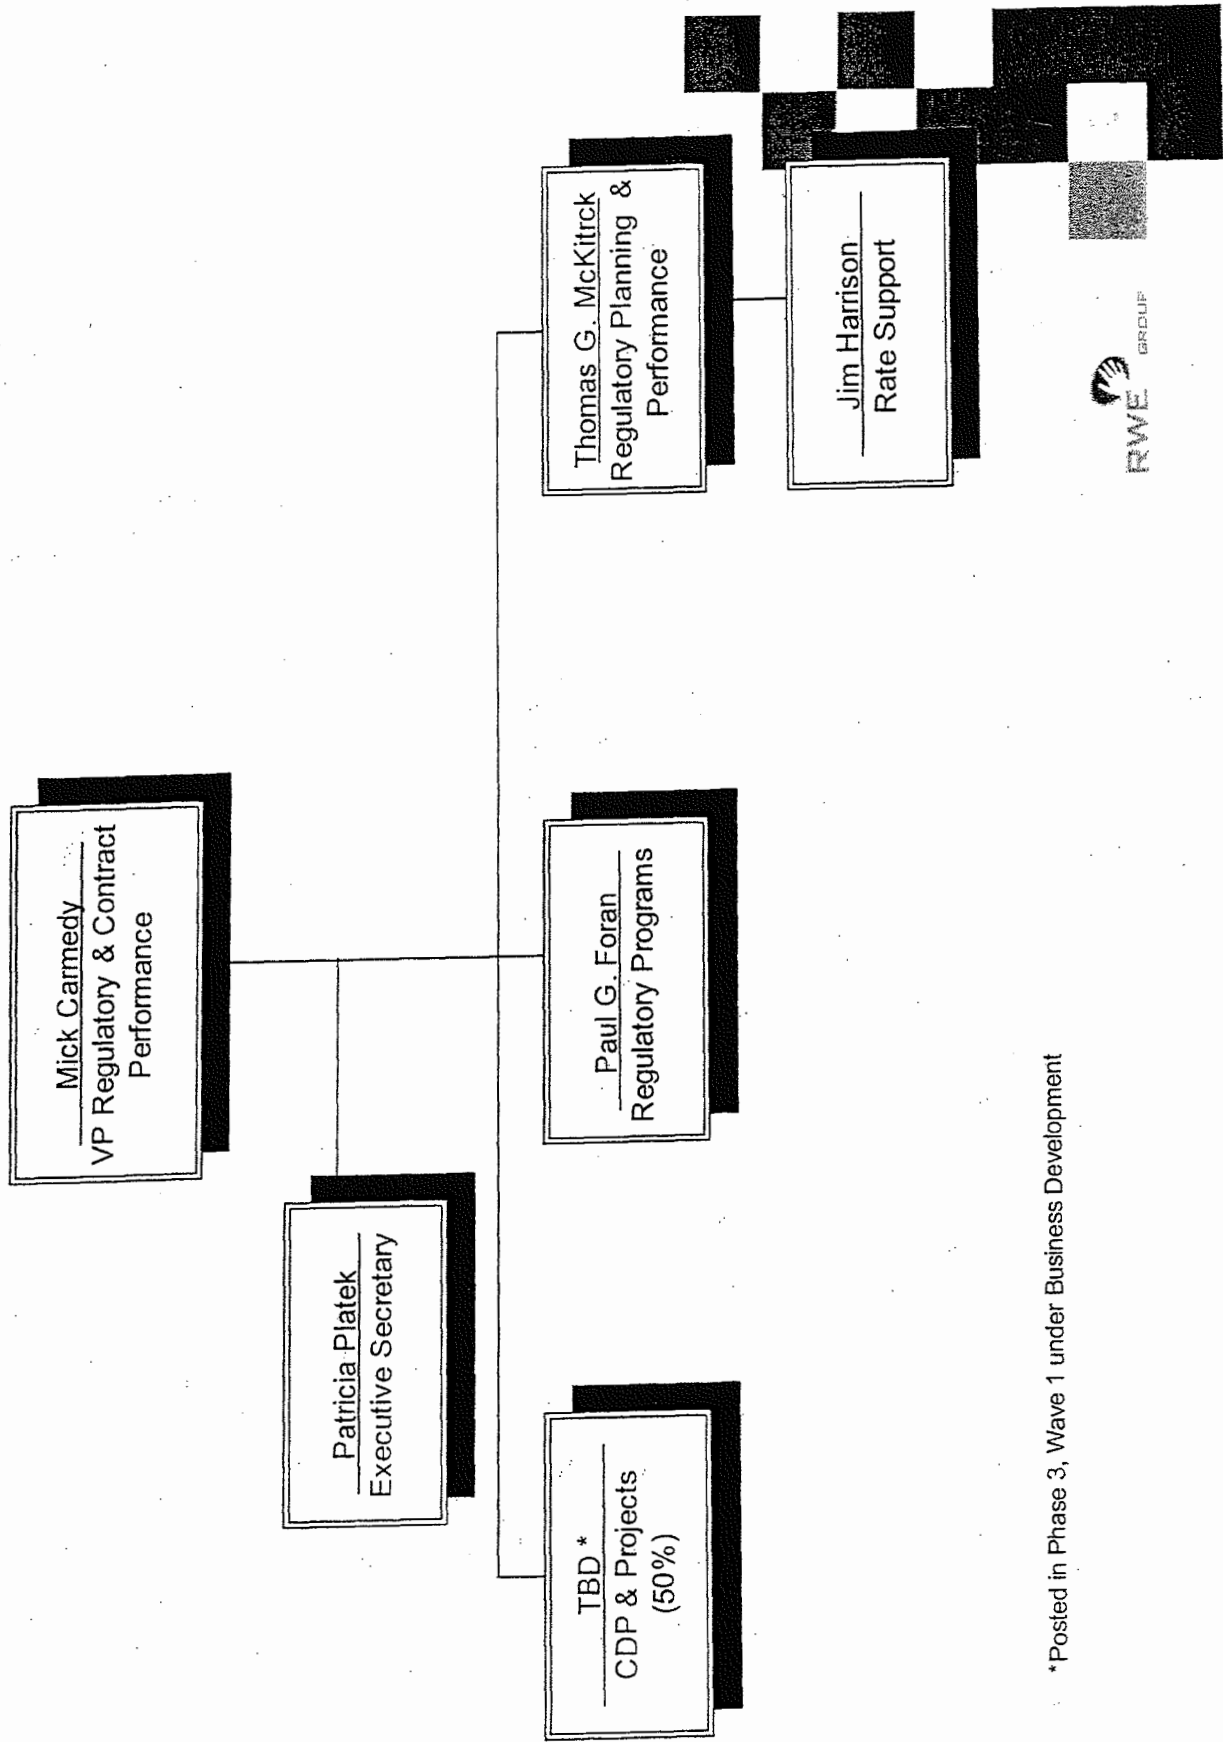 Mick Carmedy
VP Regulatory & Contract
Performance
Patricia Platek
Executive Secretary
TBD *
CDP & Projects
(50%)
Paul G. Foran
Regulatory Programs
Thomas G. McKitrck
Regulatory Planning &
Performance
Jim Harrison
Rate Support
*Posted in Phase 3, Wave 1 under Business Development
RWE GROUP